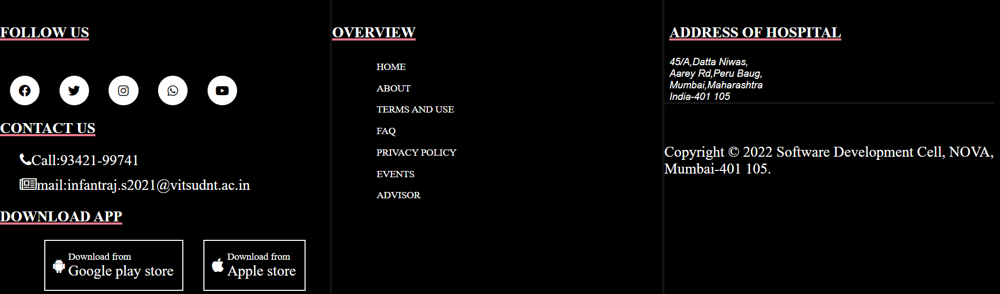 FOLLOW US
CONTACT US
Call:93421-99741
mail:infantraj.s2021@vitsudnt.ac.in
DOWNLOAD APP
Download from
Google play store
Download from
Apple store
OVERVIEW
HOME
ABOUT
TERMS AND USE
FAQ
PRIVACY POLICY
EVENTS
ADVISOR
ADDRESS OF HOSPITAL
45/A,Datta Niwas,
Aarey Rd,Peru Baug,
Mumbai,Maharashtra
India-401 105
Copyright © 2022 Software Development Cell, NOVA,
Mumbai-401 105.